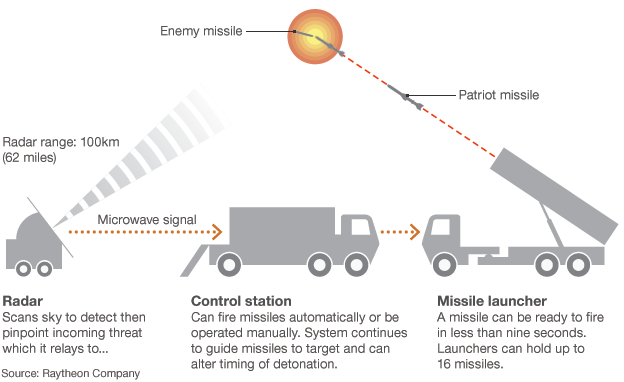 Enemy missile
Patriot missile
Radar range: 100km
(62 miles)
Microwave signal
Radar
Scans sky to detect then
pinpoint incoming threat
which it relays to...
Control station
Can fire missiles automatically or be
operated manually. System continues
to guide missiles to target and can
alter timing of detonation.
Missile launcher
A missile can be ready to fire
in less than nine seconds.
Launchers can hold up to
16 missiles.
Source: Raytheon Company